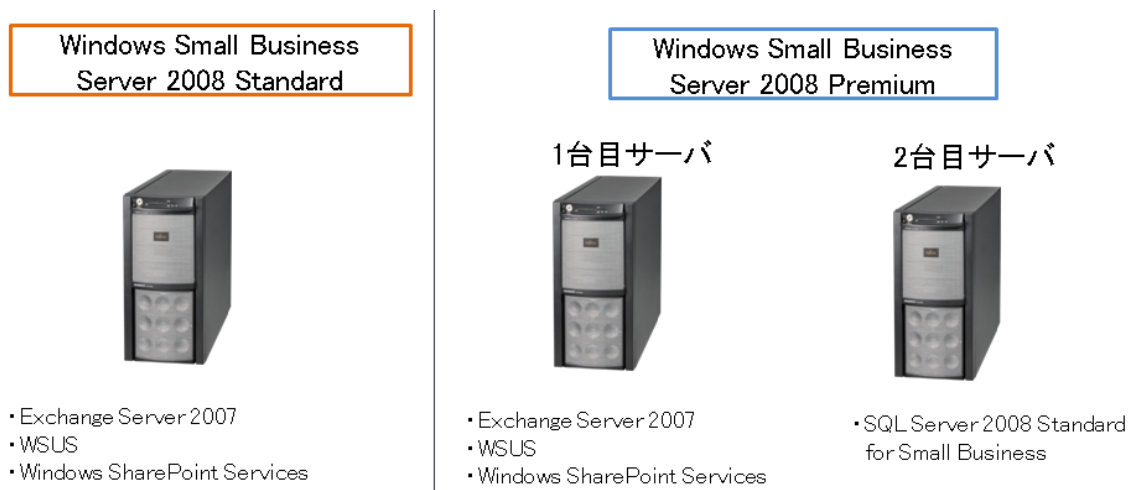 Windows Small Business
Server 2008 Standard
・Exchange Server 2007
・WSUS
・Windows SharePoint Services
Windows Small Business
Server 2008 Premium
1台目サーバ
・Exchange Server 2007
・WSUS
・Windows SharePoint Services
2台目サーバ
・SQL Server 2008 Standard
for Small Business